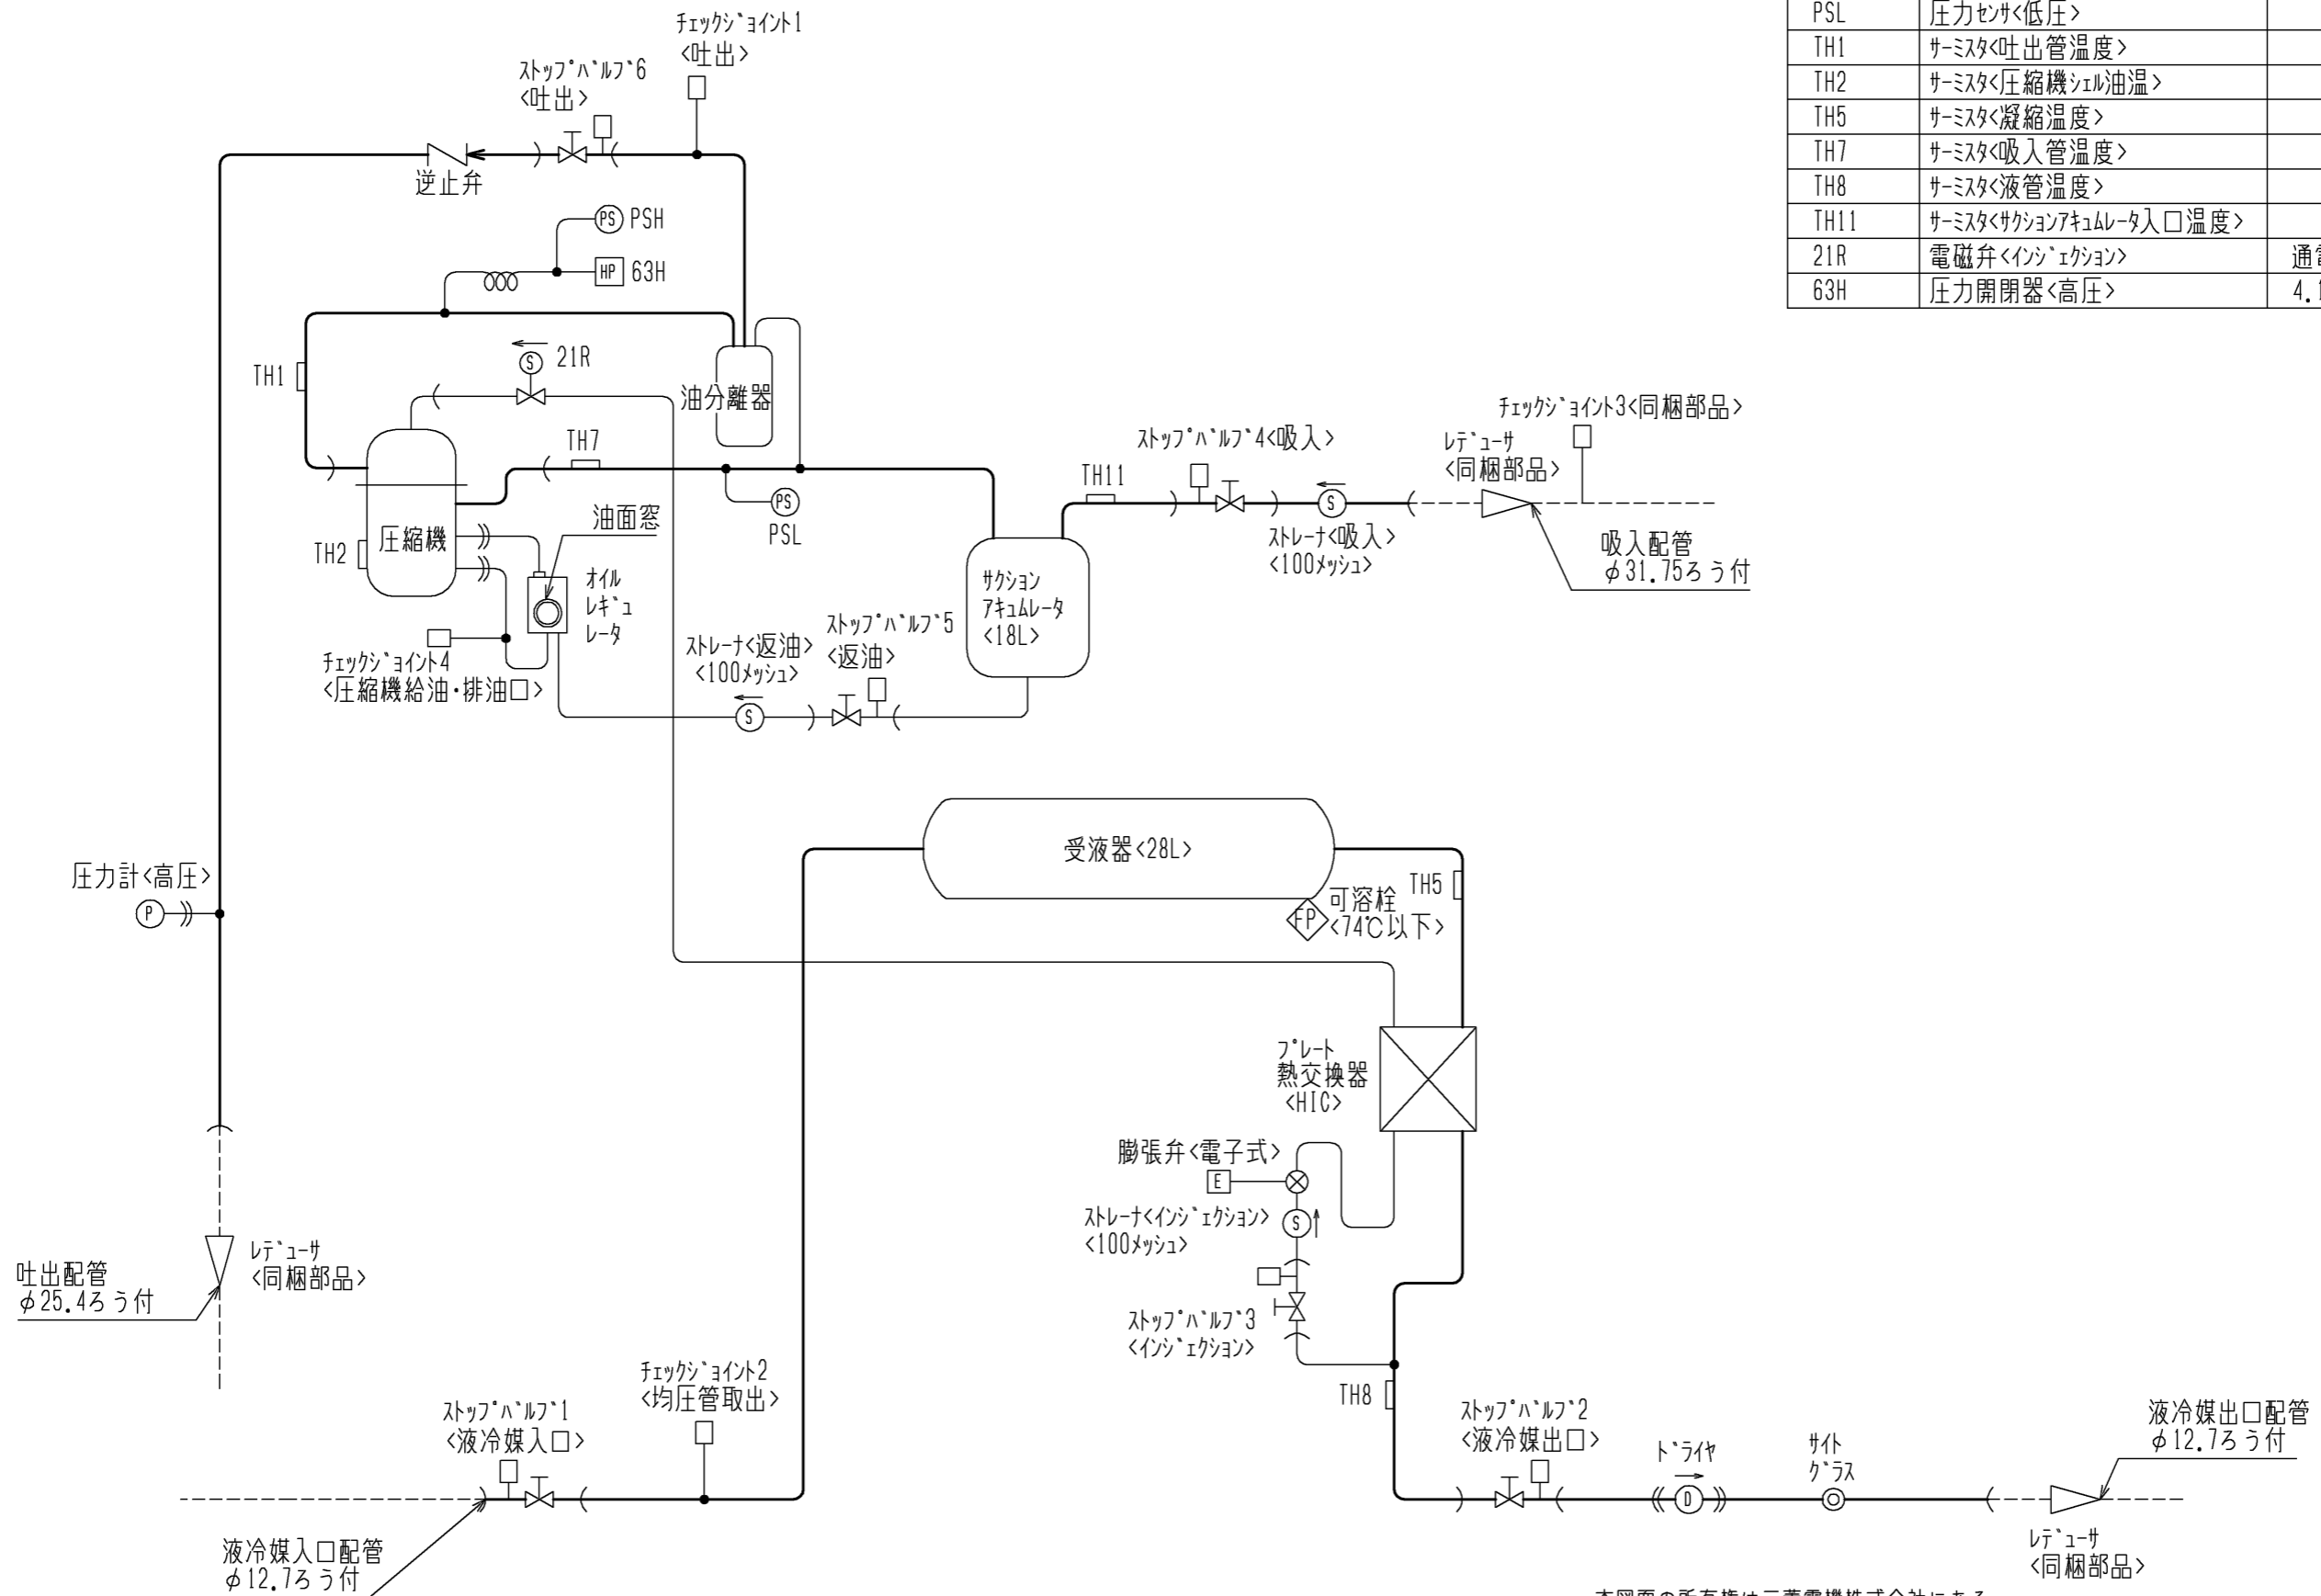 PSL 圧力センサ<低圧>
TH1 サーミスタ<吐出管温度>
TH2 サーミスタ<圧縮機シェル油温>
TH5 サーミスタ<凝縮温度>
TH7 サーミスタ<吸入管温度>
TH8 サーミスタ<液管温度>
TH11 サーミスタ<サクションアキュムレータ入口温度>
21R 電磁弁<インジェクション>
63H 圧力開閉器<高圧> 4.
チェックジョイント1
<吐出>
ストップバルブ6
<吐出>
逆止弁
PS PSH
HP 63H
TH1
S 21R
油分離器
TH7
PS
PSL
圧縮機
TH2
油面窓
オイル
レギュ
レータ
チェックジョイント4
<圧縮機給油・排油口>
ストレーナ<返油>
<100メッシュ>
S
ストップバルブ5
<返油>
サクション
アキュムレータ
<18L>
TH11
ストップバルブ4<吸入>
S
ストレーナ<吸入>
<100メッシュ>
レデューサ
<同梱部品>
チェックジョイント3<同梱部品>
吸入配管
φ31.75ろう付
受液器<28L>
FP
可溶栓
<74℃以下>
TH5
圧力計<高圧>
P
プレート
熱交換器
<HIC>
膨張弁<電子式>
E
ストレーナ<インジェクション>
<100メッシュ>
S
ストップバルブ3
<インジェクション>
TH8
レデューサ
<同梱部品>
吐出配管
φ25.4ろう付
チェックジョイント2
<均圧管取出>
ストップバルブ1
<液冷媒入口>
液冷媒入口配管
φ12.7ろう付
ストップバルブ2
<液冷媒出口>
ドライヤ
D
サイト
グラス
液冷媒出口配管
φ12.7ろう付
レデューサ
<同梱部品>